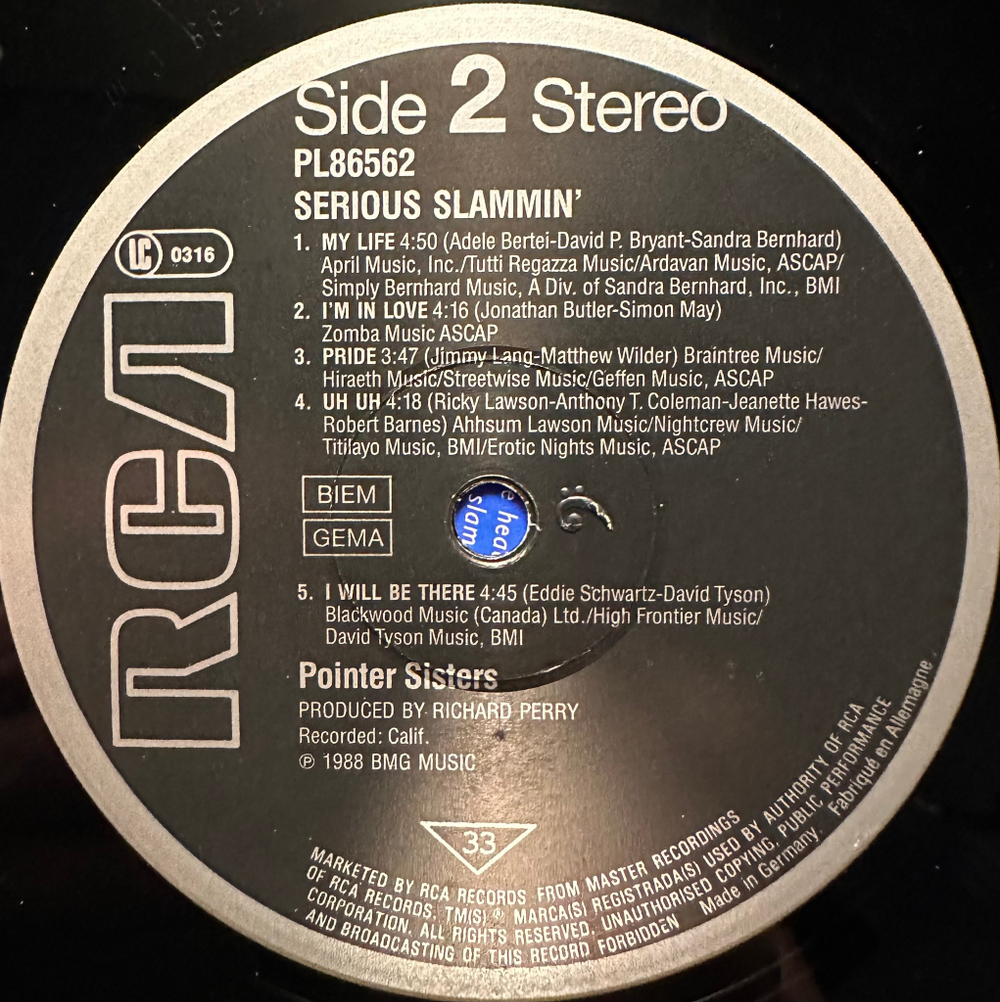 Side 2 Stereo
PL86562
SERIOUS SLAMMIN'
LC 0316
RCA
1. MY LIFE 4:50 (Adele Bertei-David P. Bryant-Sandra Bernhard)
April Music, Inc./Tutti Regazza Music/Ardavan Music, ASCAP/
Simply Bernhard Music, A Div. of Sandra Bernhard, Inc., BMI
2. I'M IN LOVE 4:16 (Jonathan Butler-Simon May)
Zomba Music ASCAP
3. PRIDE 3:47 (Jimmy Lang-Matthew Wilder) Braintree Music/
Hiraeth Music/Streetwise Music/Geffen Music, ASCAP
4. UH UH 4:18 (Ricky Lawson-Anthony T. Coleman-Jeanette Hawes-
Robert Barnes) Ahhsum Lawson Music/Nightcrew Music/
Titilayo Music, BMI/Erotic Nights Music, ASCAP
BIEM
GEMA
slam
5. I WILL BE THERE 4:45 (Eddie Schwartz-David Tyson)
Blackwood Music (Canada) Ltd./High Frontier Music/
David Tyson Music, BMI
Pointer Sisters
PRODUCED BY RICHARD PERRY
Recorded: Calif.
℗ 1988 BMG MUSIC
33
MARKETED BY RCA RECORDS FROM MASTER RECORDINGS
OF RCA RECORDS, TM(S) ® MARCA(S) REGISTRADA(S) USED BY AUTHORITY OF RCA
CORPORATION. ALL RIGHTS RESERVED. UNAUTHORISED COPYING, PUBLIC PERFORMANCE
AND BROADCASTING OF THIS RECORD FORBIDDEN Made in Germany. Fabriqué en Allemagne